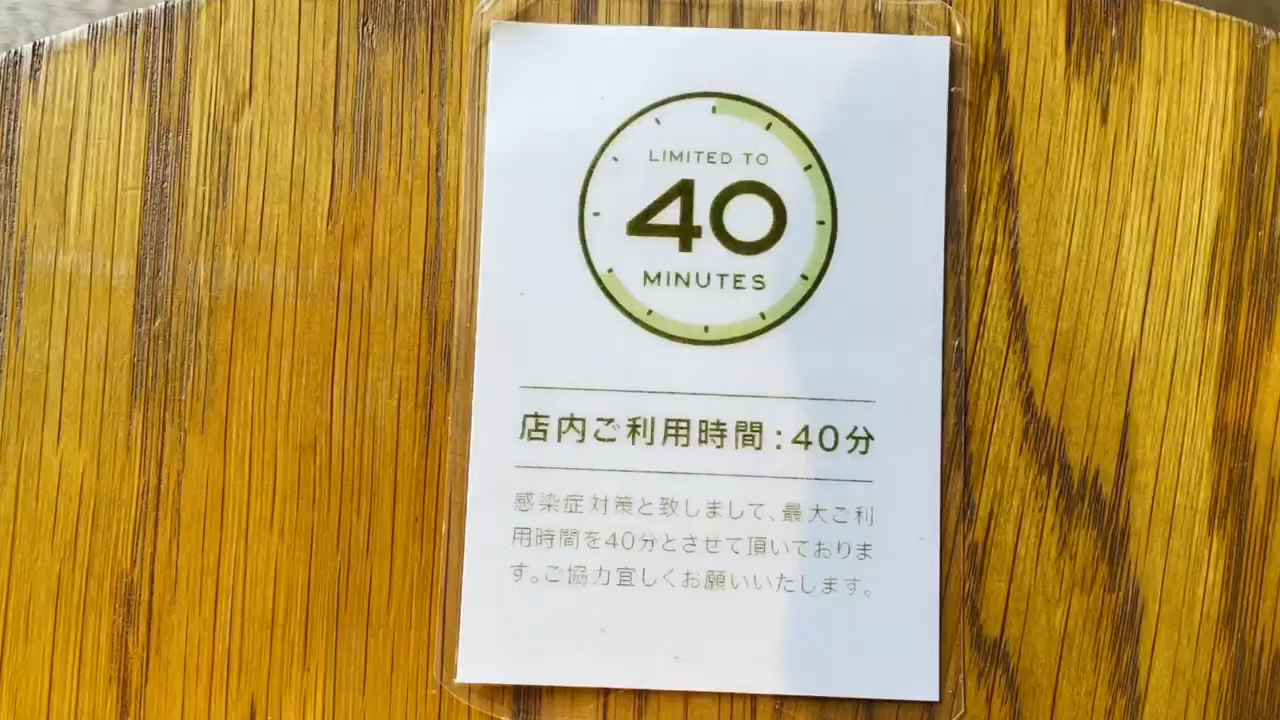 LIMITED TO
40
MINUTES
店内ご利用時間:40分
感染症対策と致しまして、最大ご利
用時間を40分とさせて頂いておりま
す。ご協力宜しくお願いいたします。